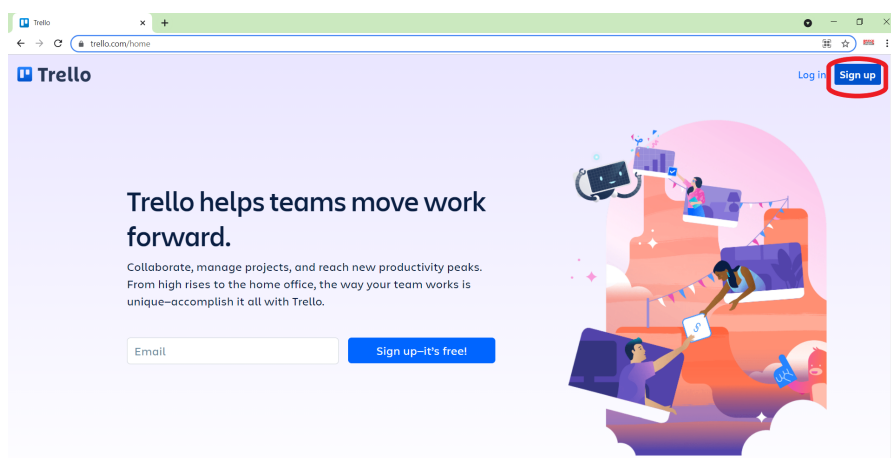 Trello
trello.com/home
Trello
Log in
Sign up
Trello helps teams move work
forward.
Collaborate, manage projects, and reach new productivity peaks.
From high rises to the home office, the way your team works is
unique—accomplish it all with Trello.
Email
Sign up—it's free!